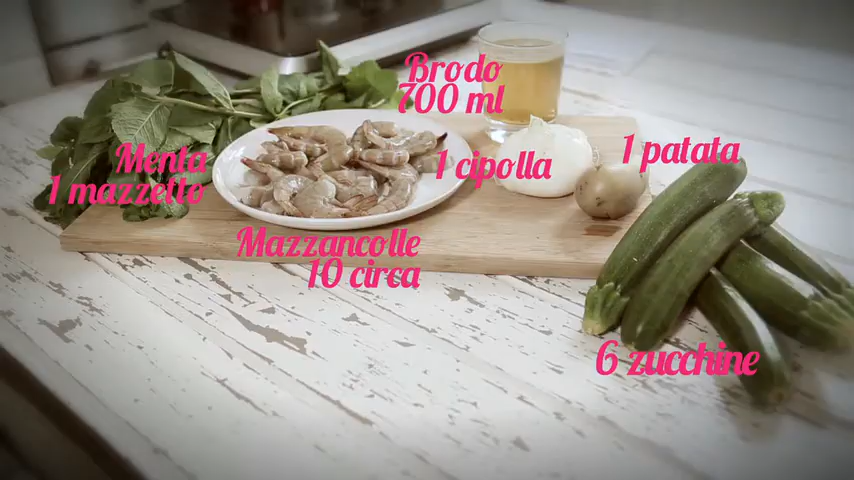 Brodo
700 ml
1 cipolla
1 patata
Menta
1 mazzetto
Mazzancolle
10 circa
6 zucchine